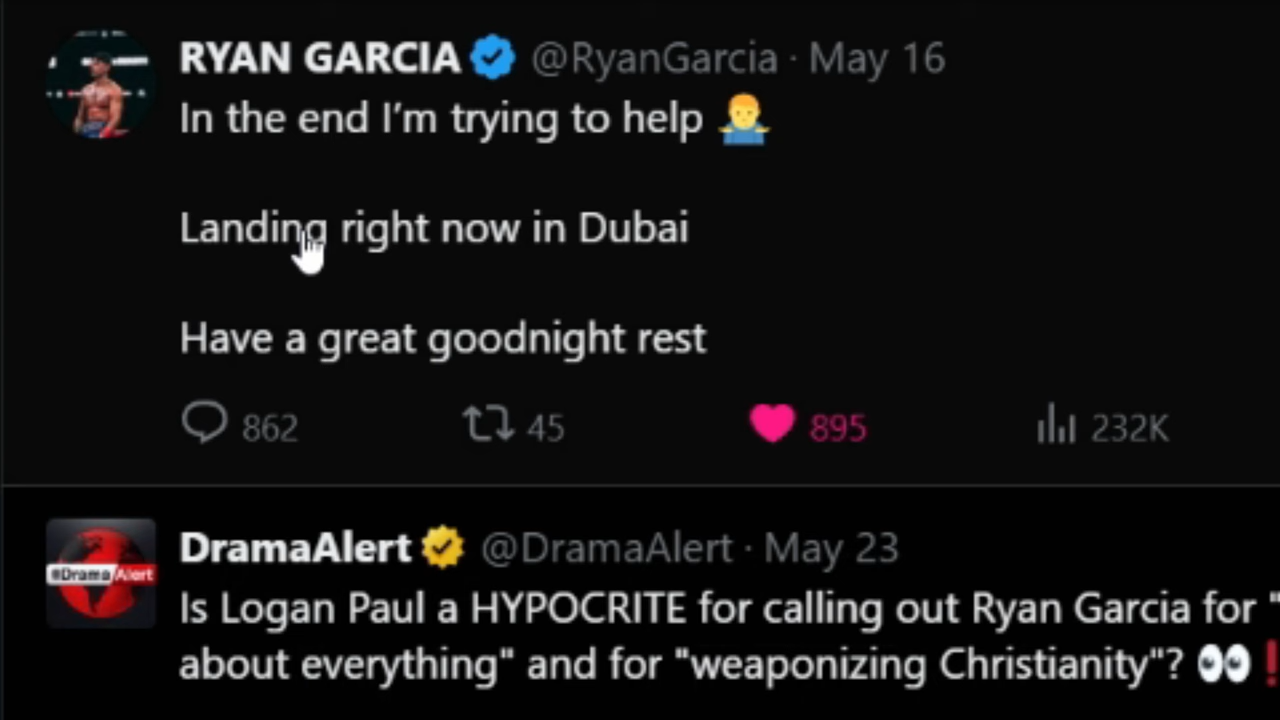 RYAN GARCIA @RyanGarcia · May 16
In the end I’m trying to help 🤷‍♂️
Landing right now in Dubai
Have a great goodnight rest
862 45 895 232K
DramaAlert @DramaAlert · May 23
@Drama Alert
Is Logan Paul a HYPOCRITE for calling out Ryan Garcia for "
about everything" and for "weaponizing Christianity"? 👀❗